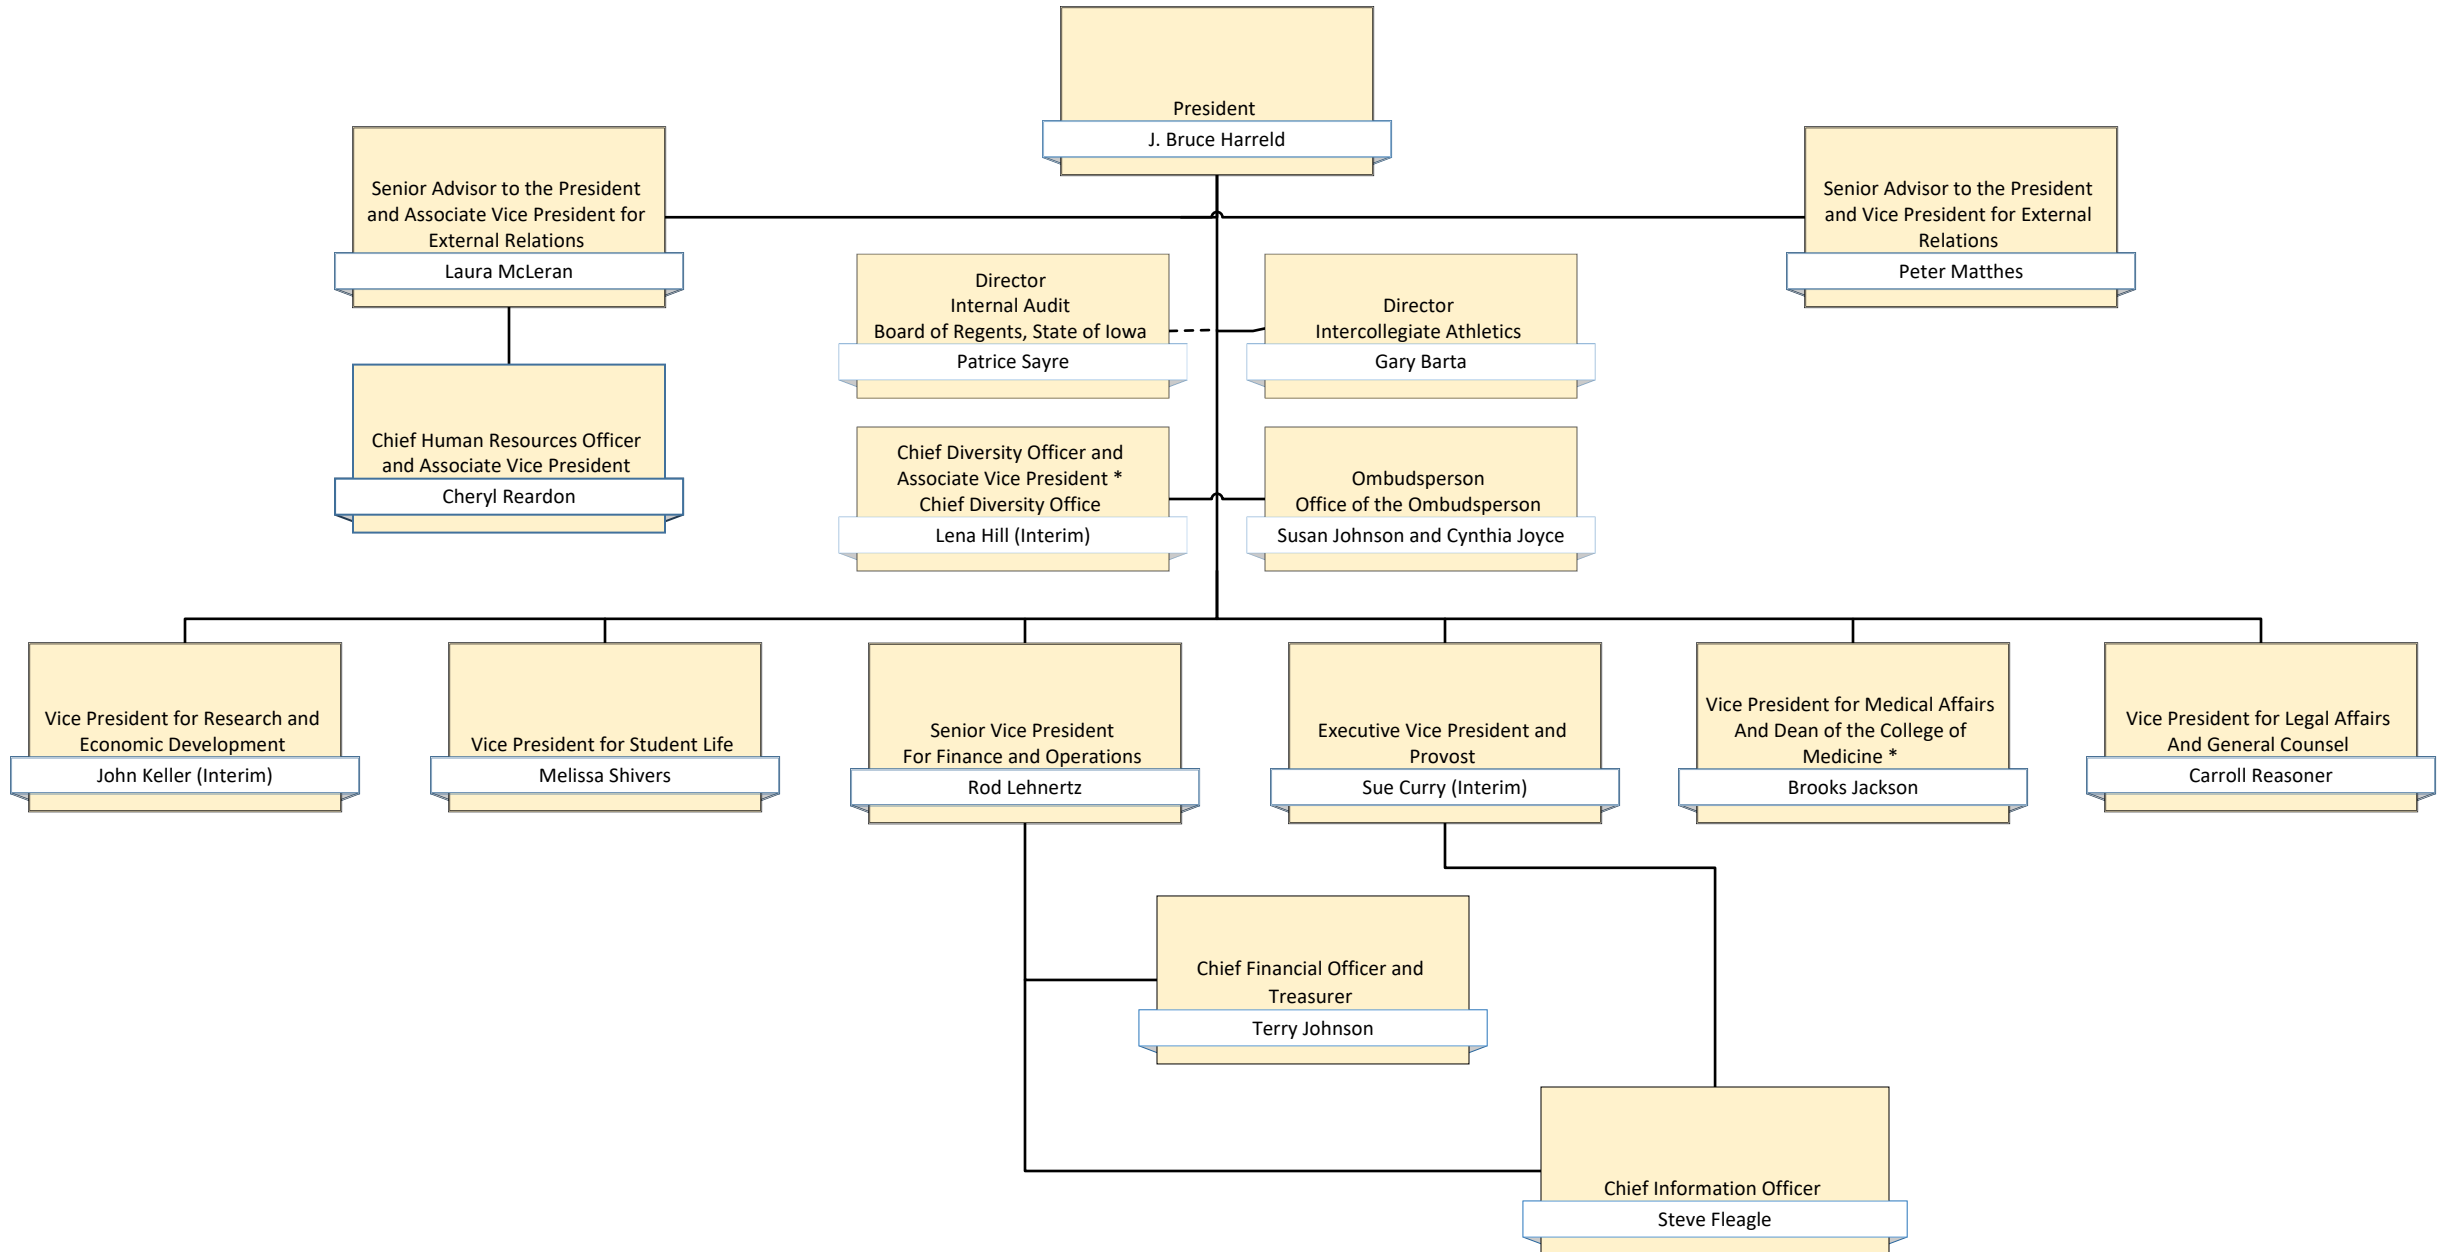 President
J. Bruce Harreld
Senior Advisor to the President
and Associate Vice President for
External Relations
Laura McLeran
Senior Advisor to the President
and Vice President for External
Relations
Peter Matthes
Director
Internal Audit
Board of Regents, State of Iowa
Patrice Sayre
Director
Intercollegiate Athletics
Gary Barta
Chief Human Resources Officer
and Associate Vice President
Cheryl Reardon
Chief Diversity Officer and
Associate Vice President *
Chief Diversity Office
Lena Hill (Interim)
Ombudsperson
Office of the Ombudsperson
Susan Johnson and Cynthia Joyce
Vice President for Research and
Economic Development
John Keller (Interim)
Vice President for Student Life
Melissa Shivers
Senior Vice President
For Finance and Operations
Rod Lehnertz
Executive Vice President and
Provost
Sue Curry (Interim)
Vice President for Medical Affairs
And Dean of the College of
Medicine *
Brooks Jackson
Vice President for Legal Affairs
And General Counsel
Carroll Reasoner
Chief Financial Officer and
Treasurer
Terry Johnson
Chief Information Officer
Steve Fleagle